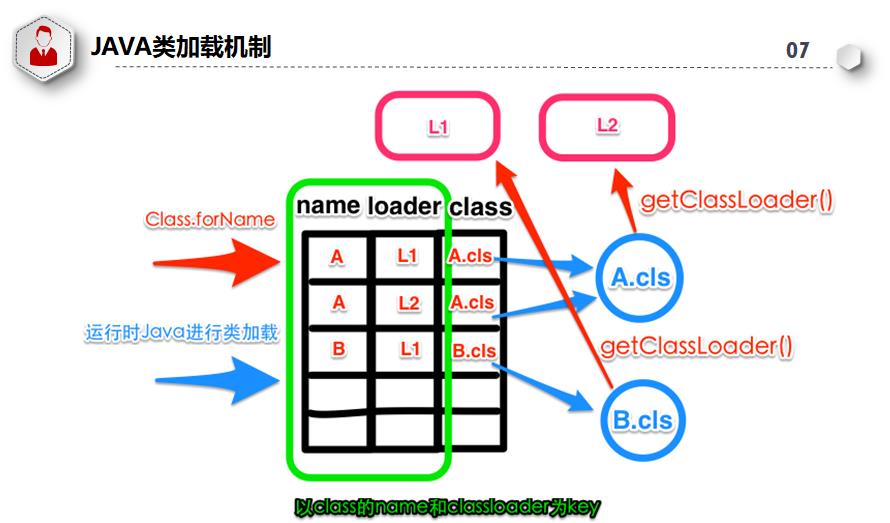 JAVA类加载机制
07
L1
L2
getClassLoader()
name loader class
Class.forName
A L1 A.cls
A.cls
A L2 A.cls
运行时Java进行类加载
B L1 B.cls
getClassLoader()
B.cls
以class的name和classloader为key